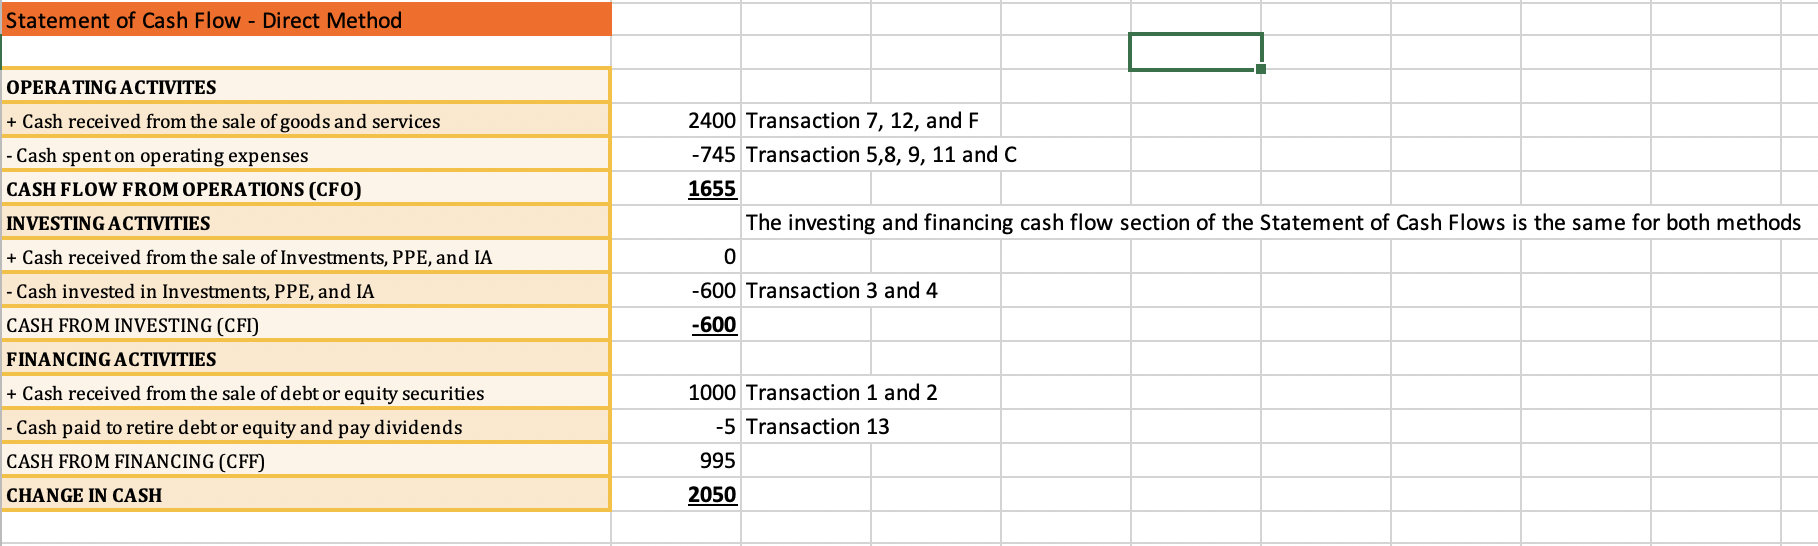 Statement of Cash Flow - Direct Method
OPERATING ACTIVITES
+ Cash received from the sale of goods and services 2400 Transaction 7, 12, and F
- Cash spent on operating expenses -745 Transaction 5,8, 9, 11 and C
CASH FLOW FROM OPERATIONS (CFO) 1655
INVESTING ACTIVITIES The investing and financing cash flow section of the Statement of Cash Flows is the same for both methods
+ Cash received from the sale of Investments, PPE, and IA 0
- Cash invested in Investments, PPE, and IA -600 Transaction 3 and 4
CASH FROM INVESTING (CFI) -600
FINANCING ACTIVITIES
+ Cash received from the sale of debt or equity securities 1000 Transaction 1 and 2
- Cash paid to retire debt or equity and pay dividends -5 Transaction 13
CASH FROM FINANCING (CFF) 995
CHANGE IN CASH 2050